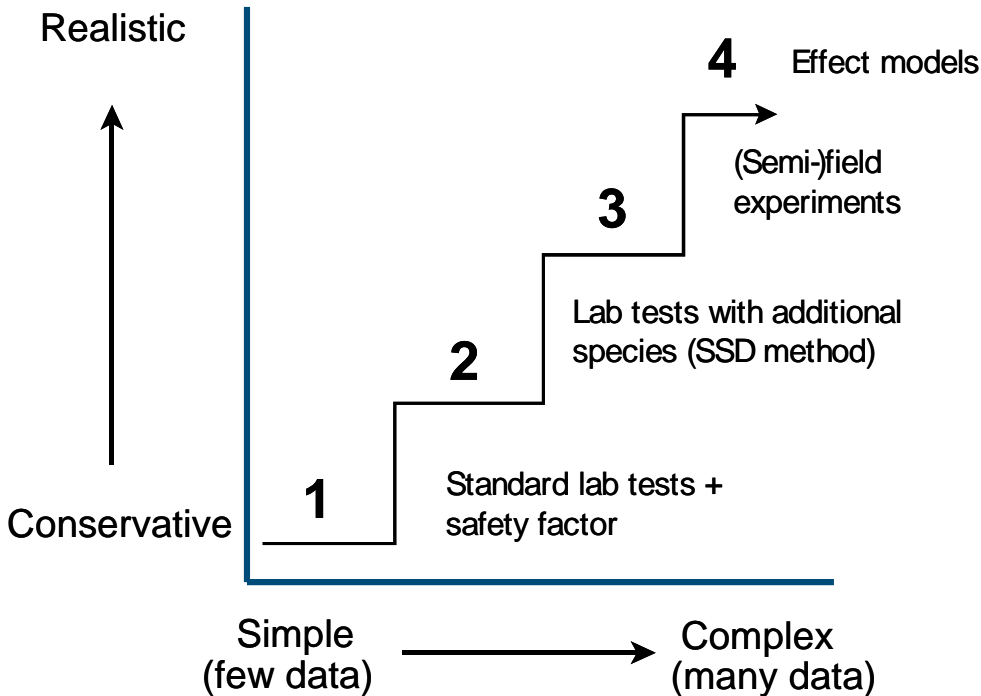 Realistic
4 Effect models
(Semi-)field
experiments
3
Lab tests with additional
species (SSD method)
2
1
Standard lab tests +
safety factor
Conservative
Simple
(few data)
Complex
(many data)